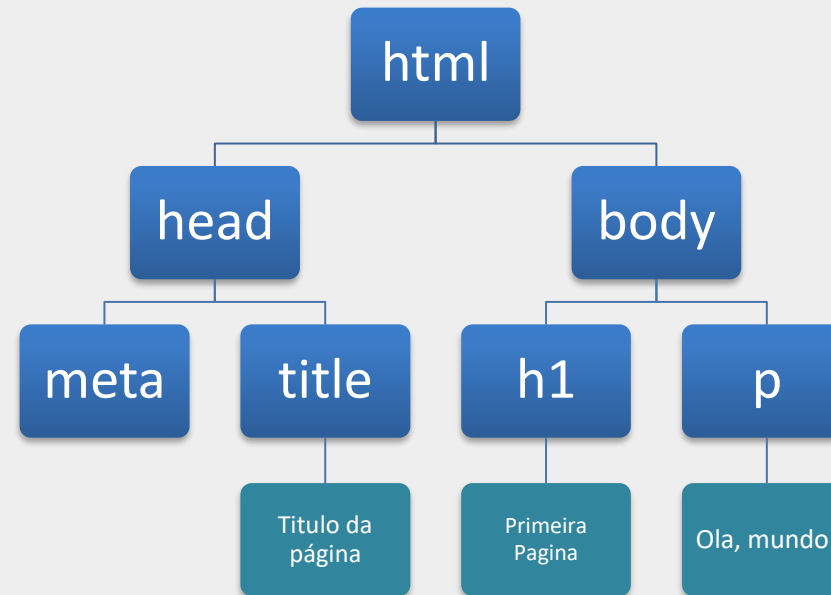 html
head
body
meta
title
h1
p
Titulo da
página
Primeira
Pagina
Ola, mundo